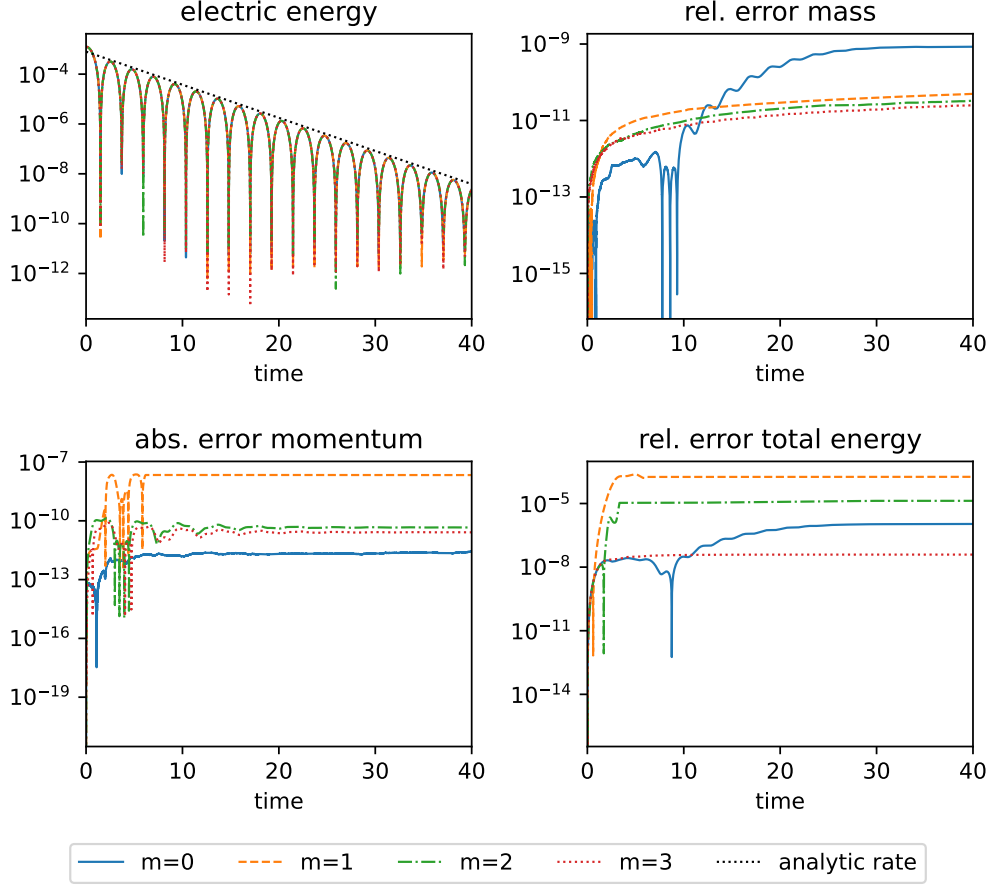 electric energy
rel. error mass
10⁻⁴
10⁻⁶
10⁻⁸
10⁻¹⁰
10⁻¹²
0 10 20 30 40
time
10⁻⁹
10⁻¹¹
10⁻¹³
10⁻¹⁵
0 10 20 30 40
time
abs. error momentum
rel. error total energy
10⁻⁷
10⁻¹⁰
10⁻¹³
10⁻¹⁶
10⁻¹⁹
0 10 20 30 40
time
10⁻⁵
10⁻⁸
10⁻¹¹
10⁻¹⁴
0 10 20 30 40
time
m=0 m=1 m=2 m=3 analytic rate